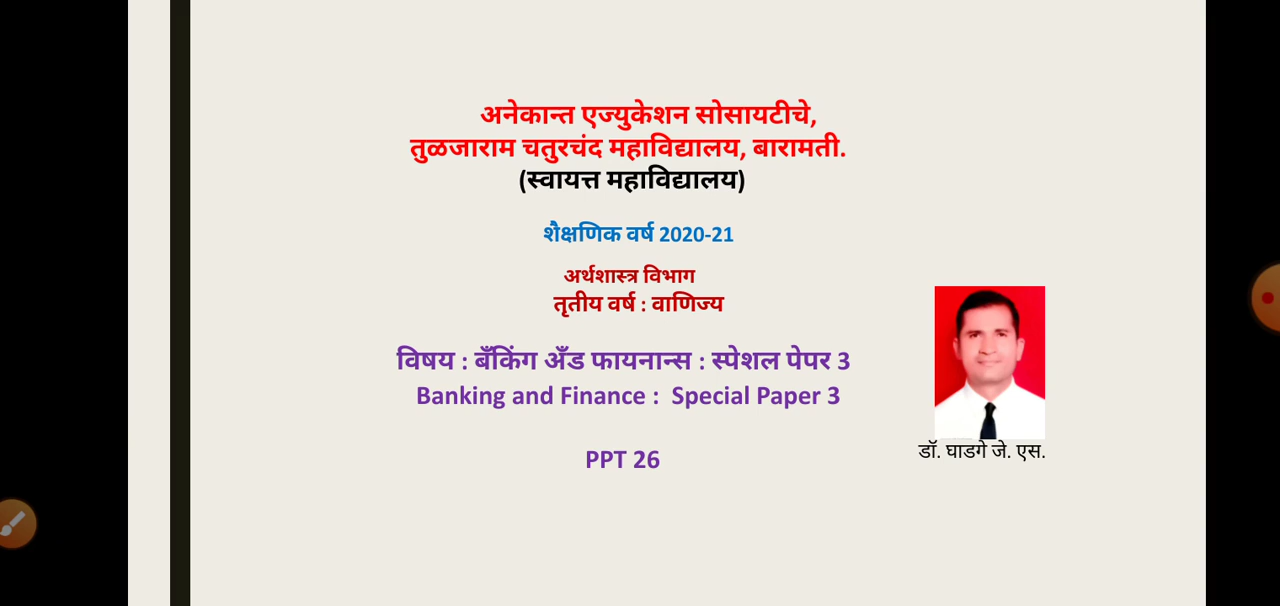 अनेकान्त एज्युकेशन सोसायटीचे,
तुळजाराम चतुरचंद महाविद्यालय, बारामती.
(स्वायत्त महाविद्यालय)
शैक्षणिक वर्ष 2020-21
अर्थशास्त्र विभाग
तृतीय वर्ष : वाणिज्य
विषय : बँकिंग अँड फायनान्स : स्पेशल पेपर 3
Banking and Finance : Special Paper 3
PPT 26
डॉ. घाडगे जे. एस.